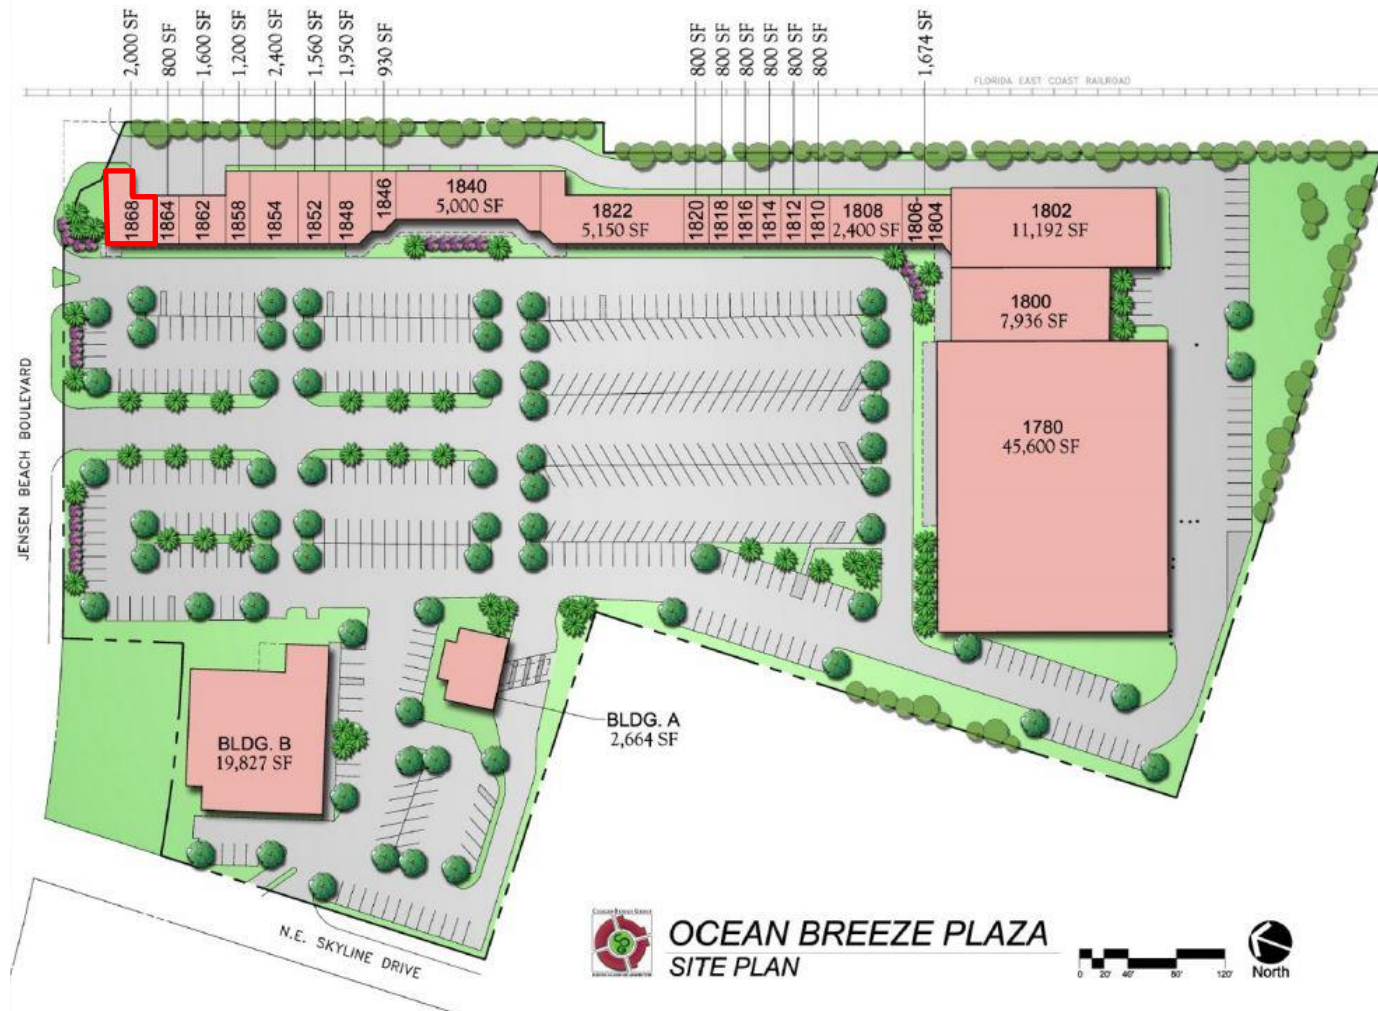 2,000 SF
800 SF
1,600 SF
1,200 SF
2,400 SF
1,560 SF
1,950 SF
930 SF
800 SF
800 SF
800 SF
800 SF
800 SF
800 SF
1,674 SF
FLORIDA EAST COAST RAILROAD
1868
1864
1862
1858
1854
1852
1848
1846
1840
5,000 SF
1822
5,150 SF
1820
1818
1816
1814
1812
1810
1808
2,400 SF
1806-
1804
1802
11,192 SF
1800
7,936 SF
1780
45,600 SF
JENSEN BEACH BOULEVARD
BLDG. A
2,664 SF
BLDG. B
19,827 SF
N.E. SKYLINE DRIVE
OCEAN BREEZE PLAZA
SITE PLAN
0 20' 40' 80' 120'
North